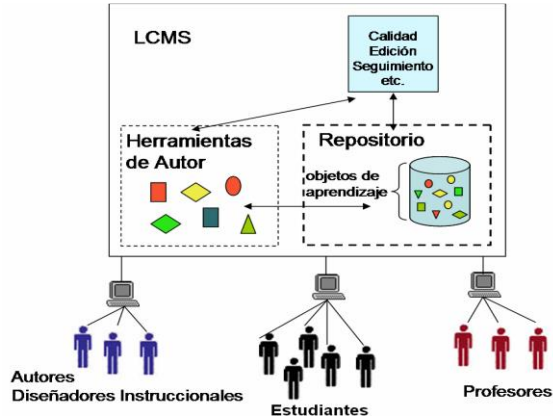 LCMS
Calidad
Edición
Seguimiento
etc.
Herramientas
de Autor
Repositorio
objetos de
aprendizaje
Autores
Diseñadores Instruccionales
Estudiantes
Profesores